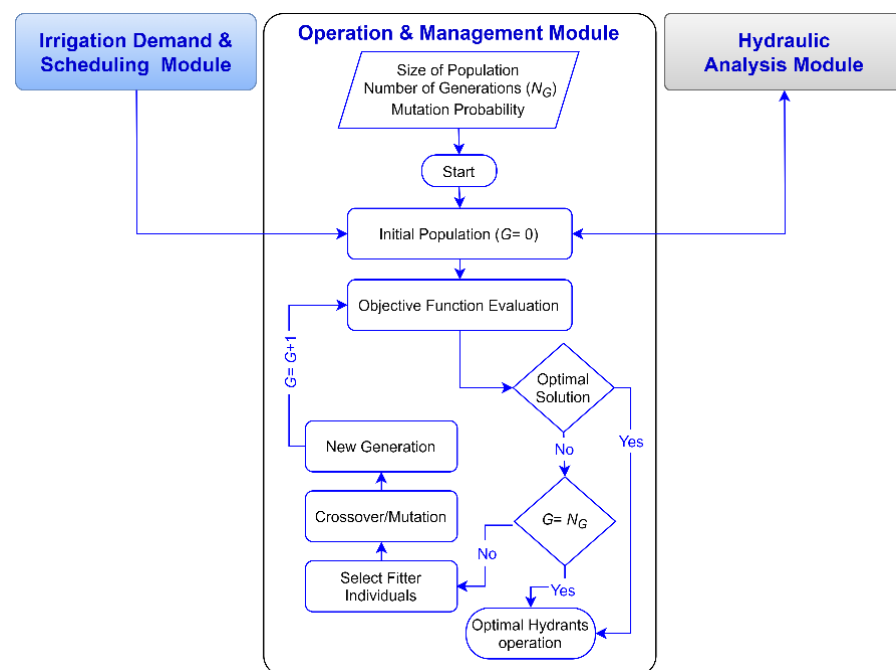 Irrigation Demand &
Scheduling Module
Operation & Management Module
Hydraulic
Analysis Module
Size of Population
Number of Generations (N_G)
Mutation Probability
Start
Initial Population (G= 0)
Objective Function Evaluation
G= G+1
Optimal
Solution
Yes
No
New Generation
Crossover/Mutation
G= N_G
No
Select Fitter
Individuals
Yes
Optimal Hydrants
operation